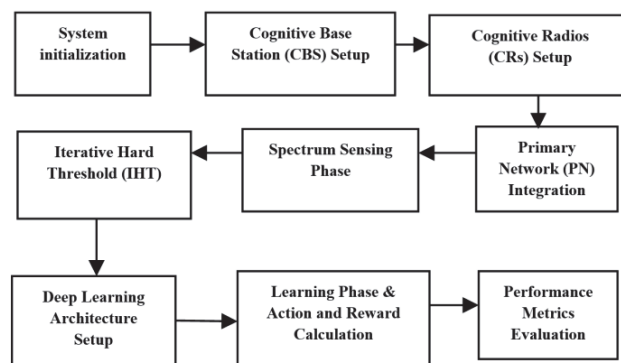 System
initialization
Cognitive Base
Station (CBS) Setup
Cognitive Radios
(CRs) Setup
Primary
Network (PN)
Integration
Spectrum Sensing
Phase
Iterative Hard
Threshold (IHT)
Deep Learning
Architecture
Setup
Learning Phase &
Action and Reward
Calculation
Performance
Metrics
Evaluation